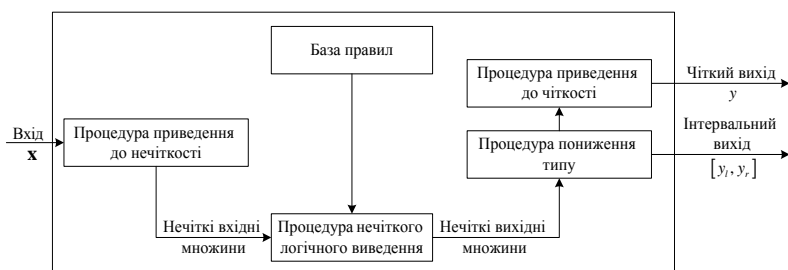 База правил
Процедура приведення
до чіткості
Чіткий вихід
y
Вхід
x
Процедура приведення
до нечіткості
Процедура пониження
типу
Інтервальний
вихід
[y_l, y_r]
Нечіткі вхідні
множини
Процедура нечіткого
логічного виведення
Нечіткі вихідні
множини